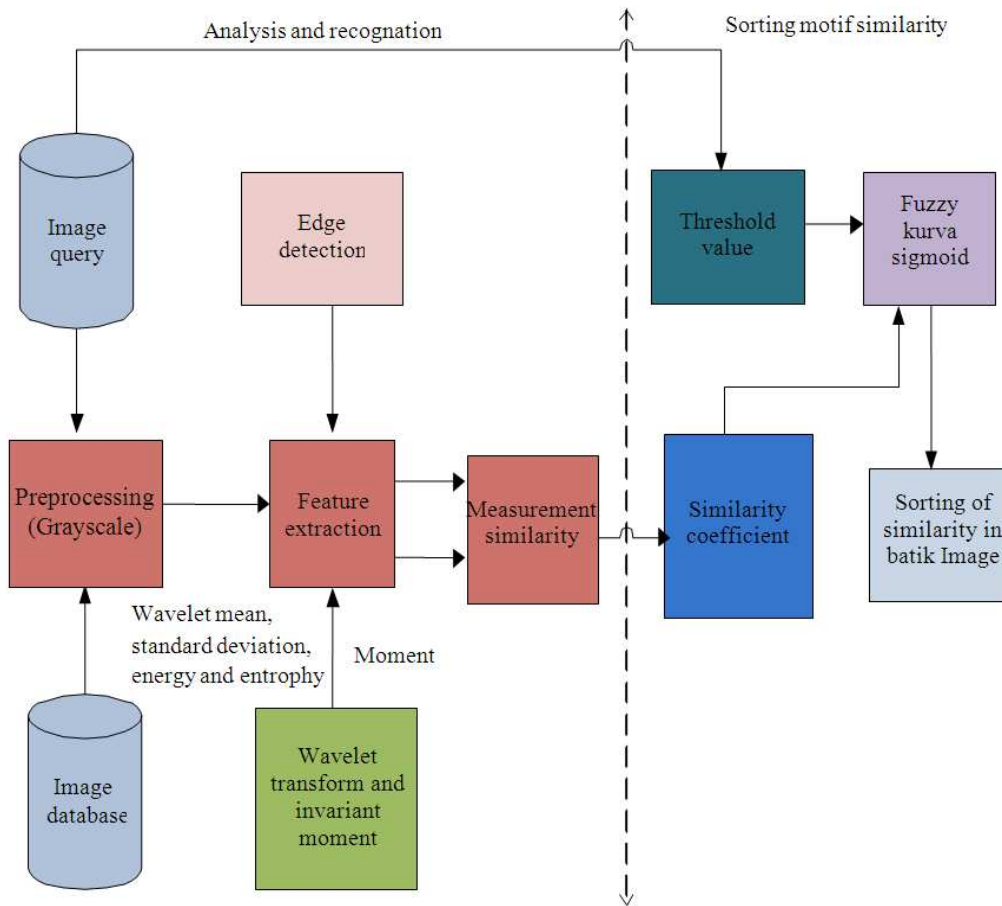 Analysis and recognation
Sorting motif similarity
Image
query
Edge
detection
Threshold
value
Fuzzy
kurva
sigmoid
Preprocessing
(Grayscale)
Feature
extraction
Measurement
similarity
Similarity
coefficient
Sorting of
similarity in
batik Image
Wavelet mean,
standard deviation,
energy and entrophy
Moment
Image
database
Wavelet
transform and
invariant
moment